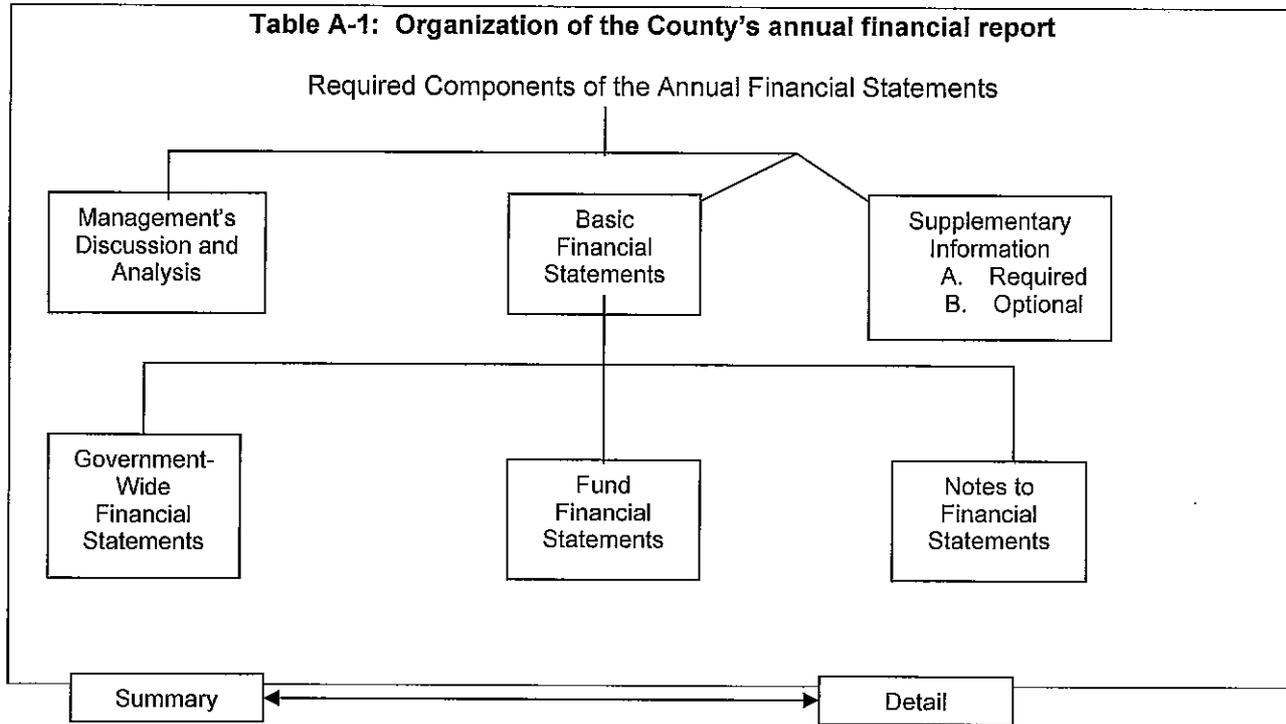 Table A-1: Organization of the County's annual financial report
Required Components of the Annual Financial Statements
Management's
Discussion and
Analysis
Basic
Financial
Statements
Supplementary
Information
A. Required
B. Optional
Government-
Wide
Financial
Statements
Fund
Financial
Statements
Notes to
Financial
Statements
Summary
Detail